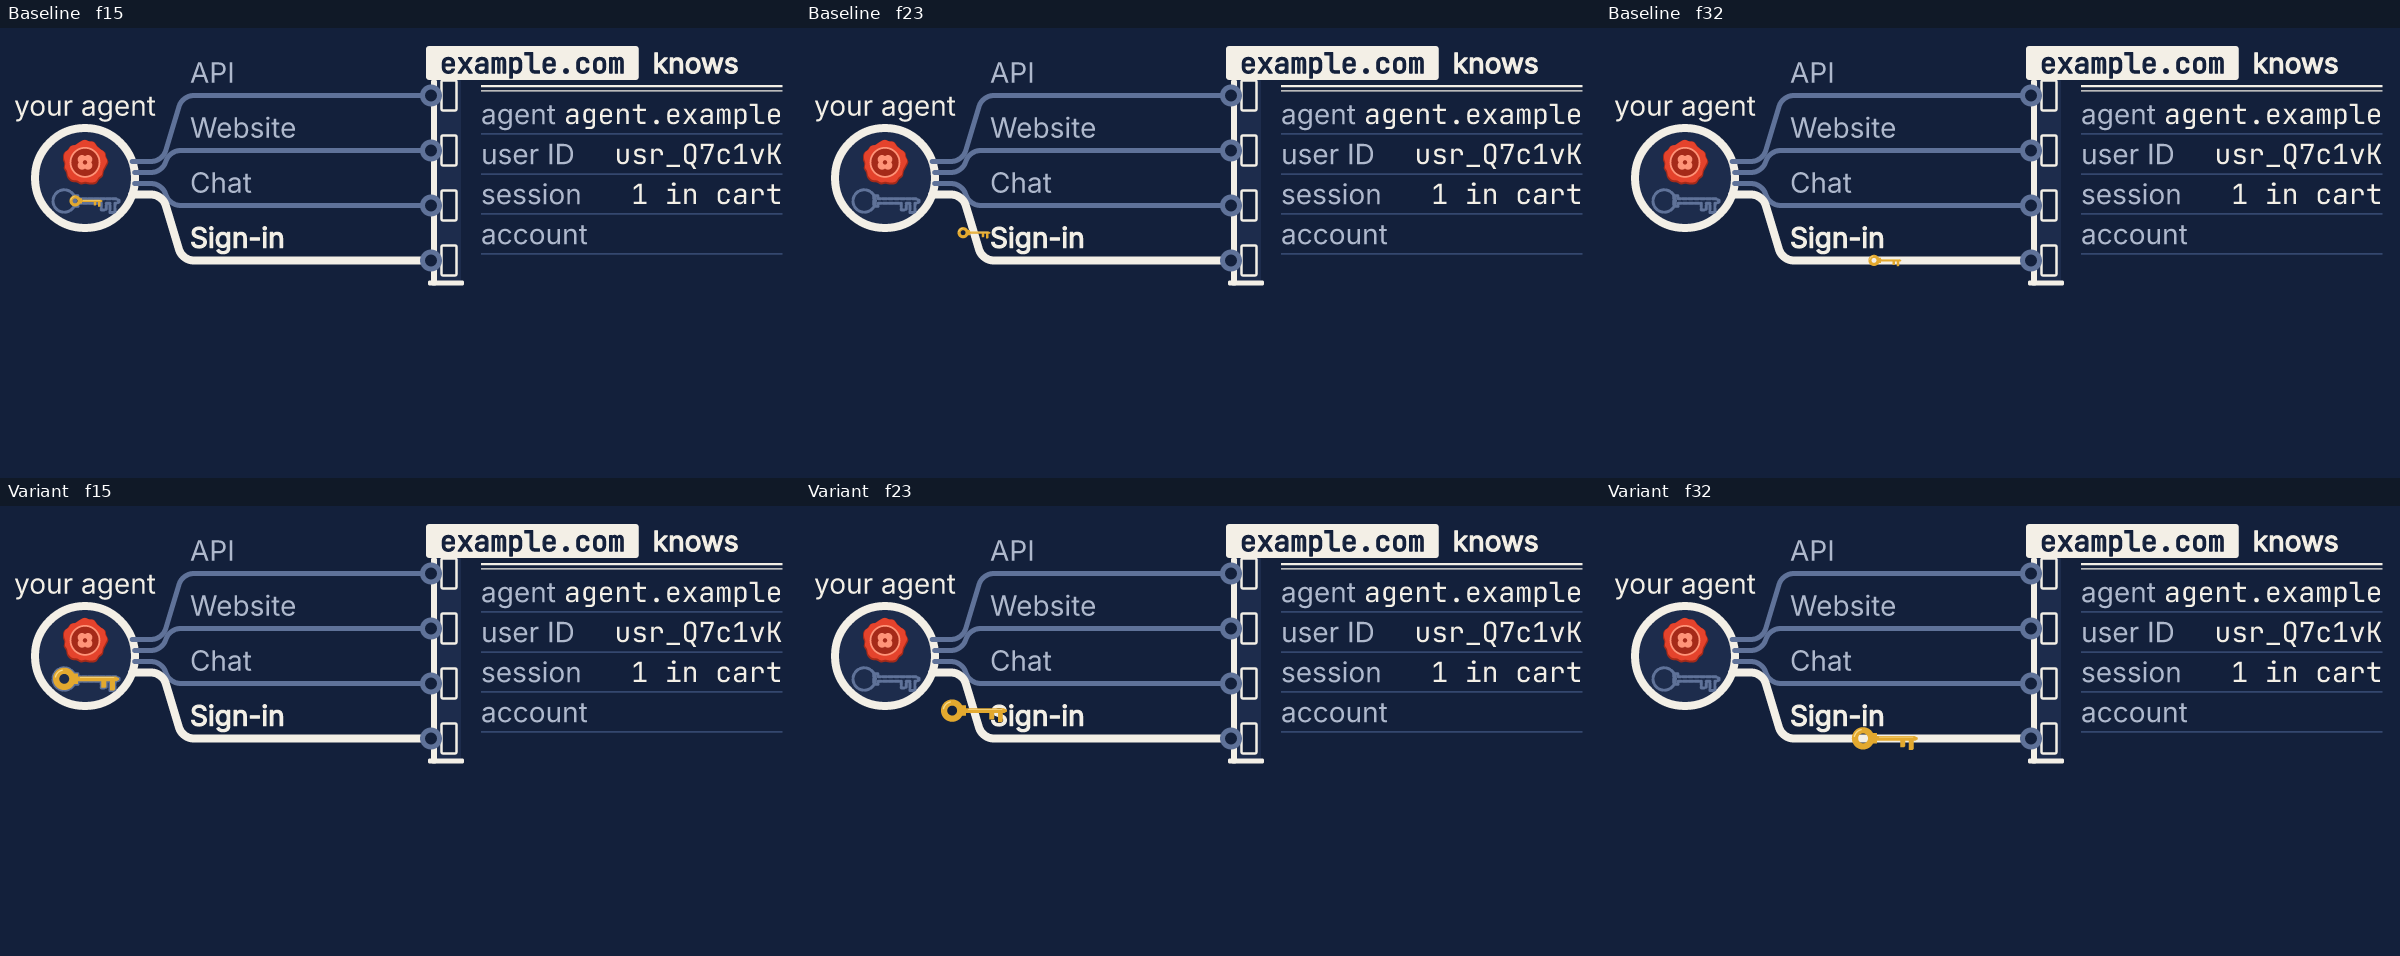 Baseline f15
example.com knows
API
your agent
agent agent.example
Website
user ID usr_Q7c1vK
Chat
session 1 in cart
Sign-in
account
Baseline f23
example.com knows
API
your agent
agent agent.example
Website
user ID usr_Q7c1vK
Chat
session 1 in cart
Sign-in
account
Baseline f32
example.com knows
API
your agent
agent agent.example
Website
user ID usr_Q7c1vK
Chat
session 1 in cart
Sign-in
account
Variant f15
example.com knows
API
your agent
agent agent.example
Website
user ID usr_Q7c1vK
Chat
session 1 in cart
Sign-in
account
Variant f23
example.com knows
API
your agent
agent agent.example
Website
user ID usr_Q7c1vK
Chat
session 1 in cart
Sign-in
account
Variant f32
example.com knows
API
your agent
agent agent.example
Website
user ID usr_Q7c1vK
Chat
session 1 in cart
Sign-in
account